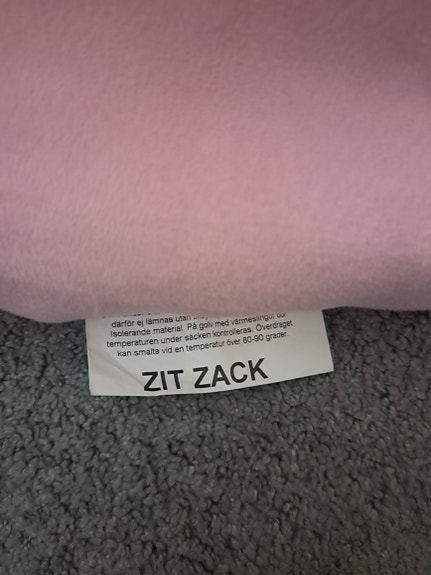 därför ej lämnas utan
Isolerande material. På golv med värmeslingor bör
temperaturen under säcken kontrolleras. Överdraget
kan smälta vid en temperatur över 80-90 grader.
ZIT ZACK